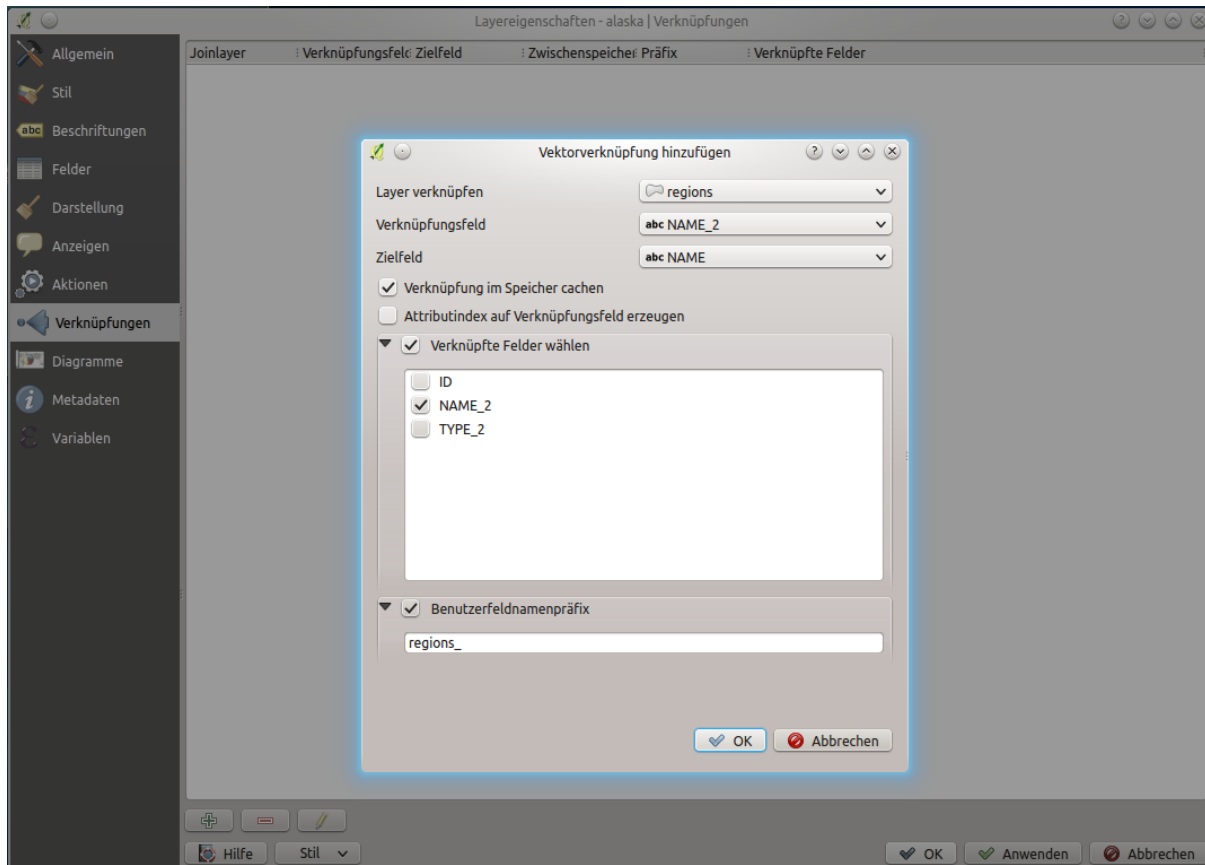 Layereigenschaften - alaska | Verknüpfungen
Allgemein
Stil
Beschriftungen
Felder
Darstellung
Anzeigen
Aktionen
Verknüpfungen
Diagramme
Metadaten
Variablen
Joinlayer Verknüpfungsfeld Zielfeld Zwischenspeicher Präfix Verknüpfte Felder
Vektorverknüpfung hinzufügen
Layer verknüpfen regions
Verknüpfungsfeld abc NAME_2
Zielfeld abc NAME
Verknüpfung im Speicher cachen
Attributindex auf Verknüpfungsfeld erzeugen
Verknüpfte Felder wählen
ID
NAME_2
TYPE_2
Benutzerfeldnamenpräfix
regions_
OK Abbrechen
Hilfe Stil OK Anwenden Abbrechen